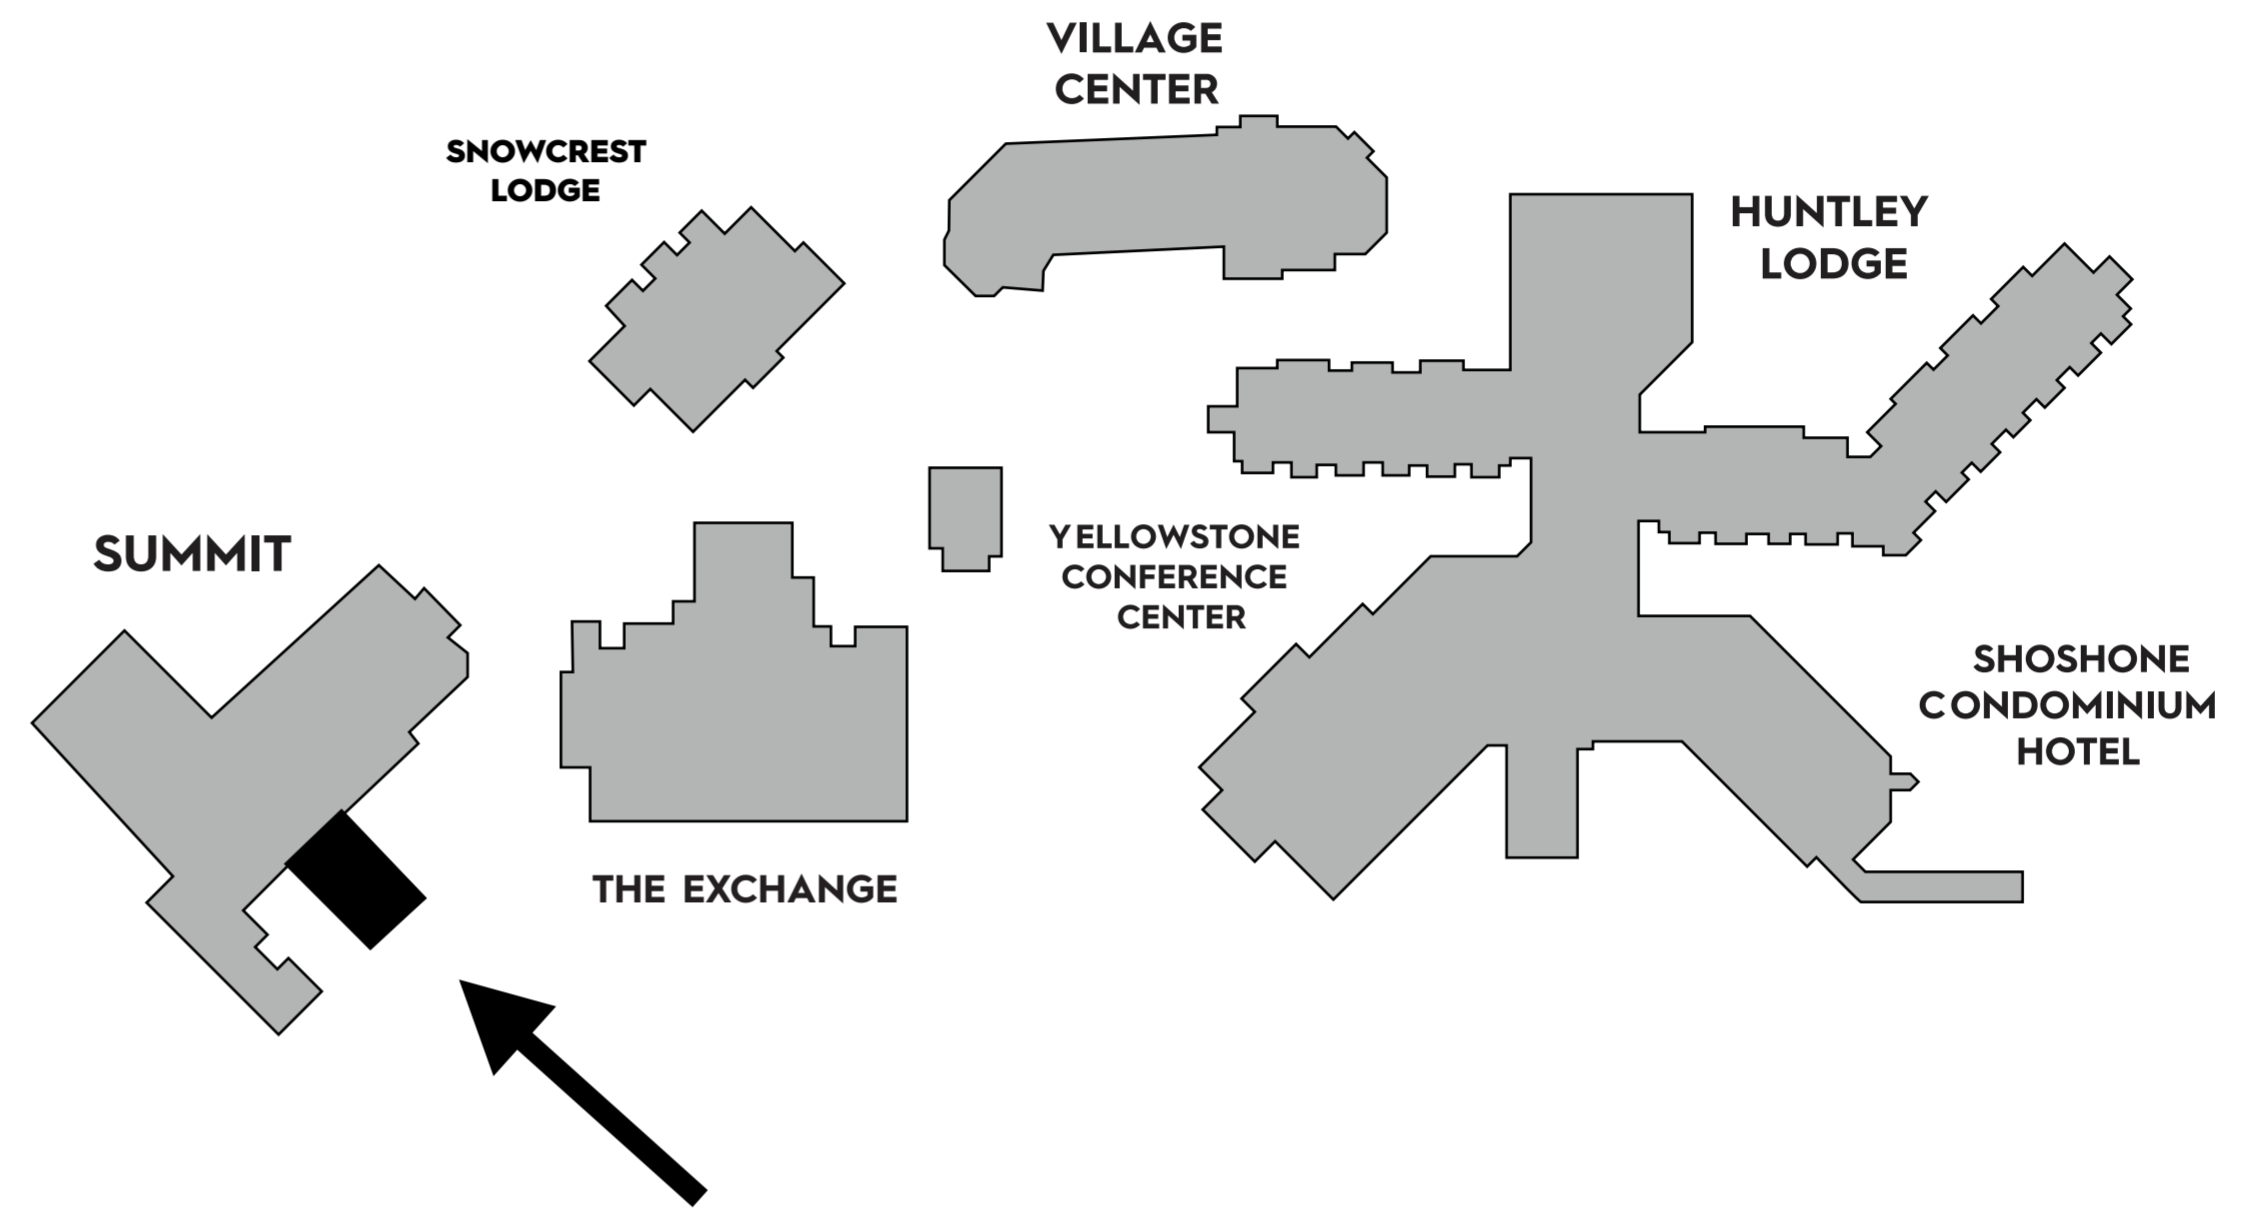 VILLAGE
CENTER
SNOWCREST
LODGE
HUNTLEY
LODGE
SUMMIT
YELLOWSTONE
CONFERENCE
CENTER
SHOSHONE
CONDOMINIUM
HOTEL
THE EXCHANGE